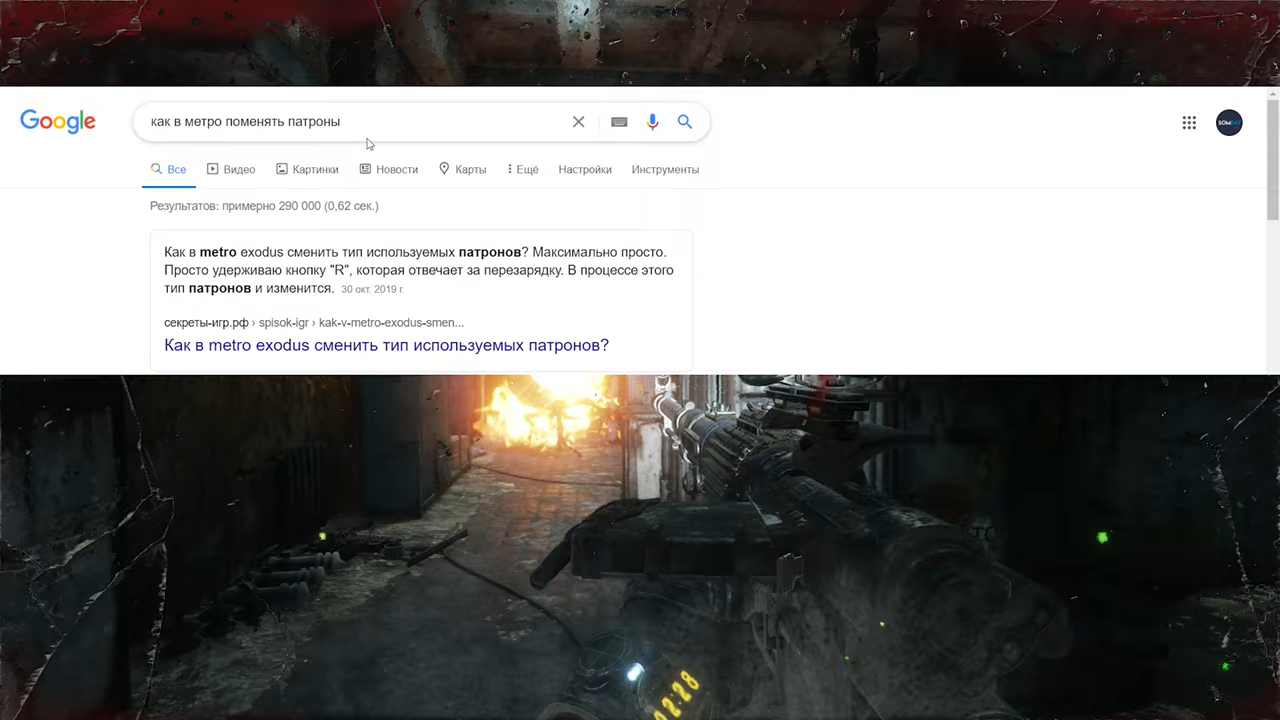 Google
как в метро поменять патроны
SOM
Все Видео Картинки Новости Карты Ещё Настройки Инструменты
Результатов: примерно 290 000 (0,62 сек.)
Как в metro exodus сменить тип используемых патронов? Максимально просто.
Просто удерживаю кнопку "R", которая отвечает за перезарядку. В процессе этого
тип патронов и изменится. 30 окт. 2019 г.
секреты-игр.рф › spisok-igr › kak-v-metro-exodus-smen...
Как в metro exodus сменить тип используемых патронов?